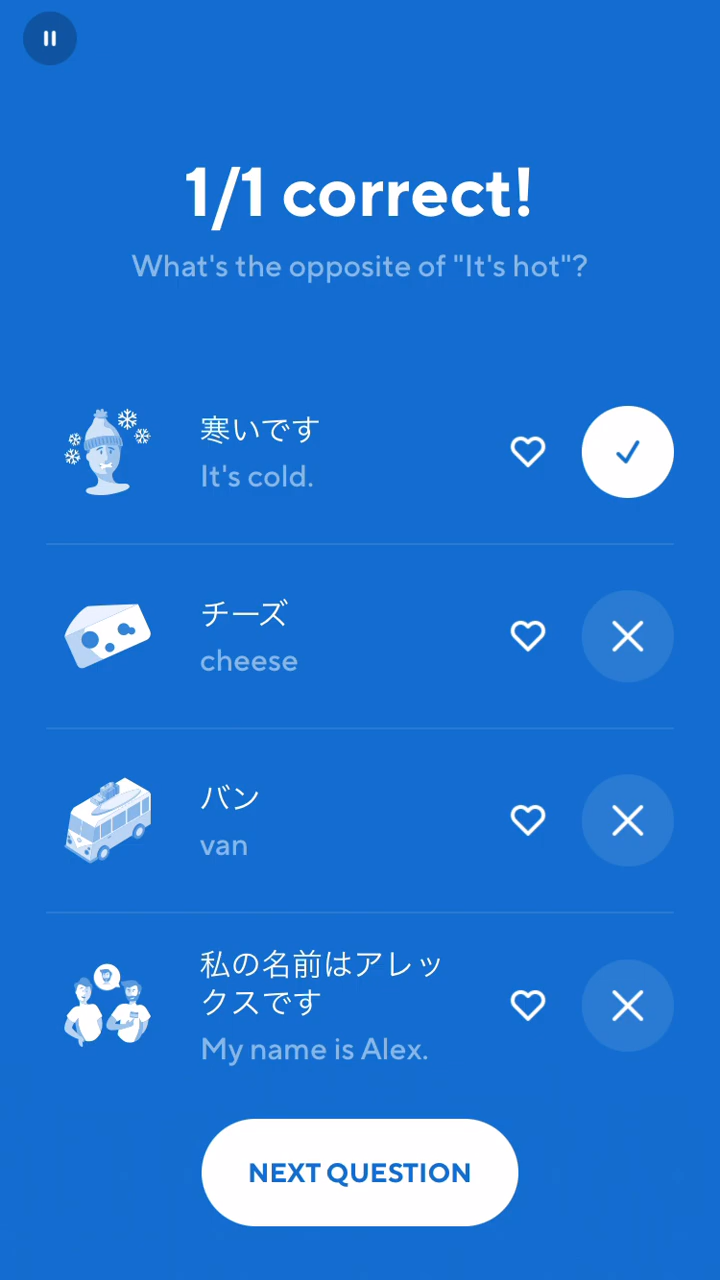 1/1 correct!
What's the opposite of "It's hot"?
寒いです
It's cold.
チーズ
cheese
バン
van
私の名前はアレッ
クスです
My name is Alex.
NEXT QUESTION